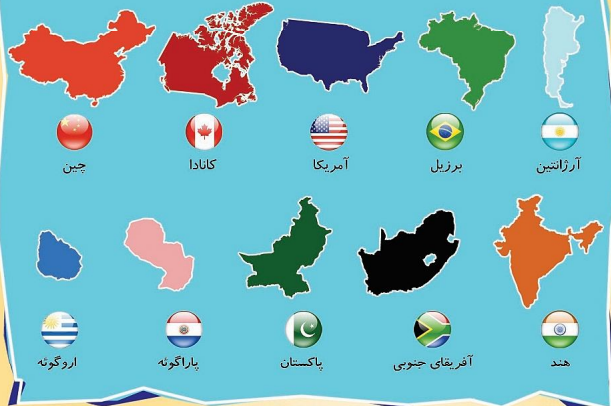 آرژانتین
برزیل
آمریکا
کانادا
چین
هند
آفریقای جنوبی
پاکستان
پاراگوئه
اروگوئه